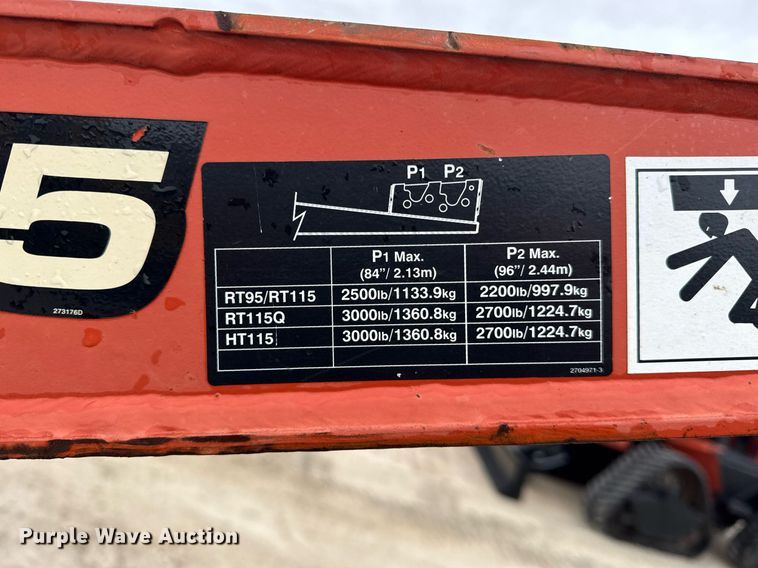 5
273176D
P1 P2
P1 Max. P2 Max.
(84"/ 2.13m) (96"/ 2.44m)
RT95/RT115 2500lb/1133.9kg 2200lb/997.9kg
RT115Q 3000lb/1360.8kg 2700lb/1224.7kg
HT115 3000lb/1360.8kg 2700lb/1224.7kg
2704971-3
Purple Wave Auction